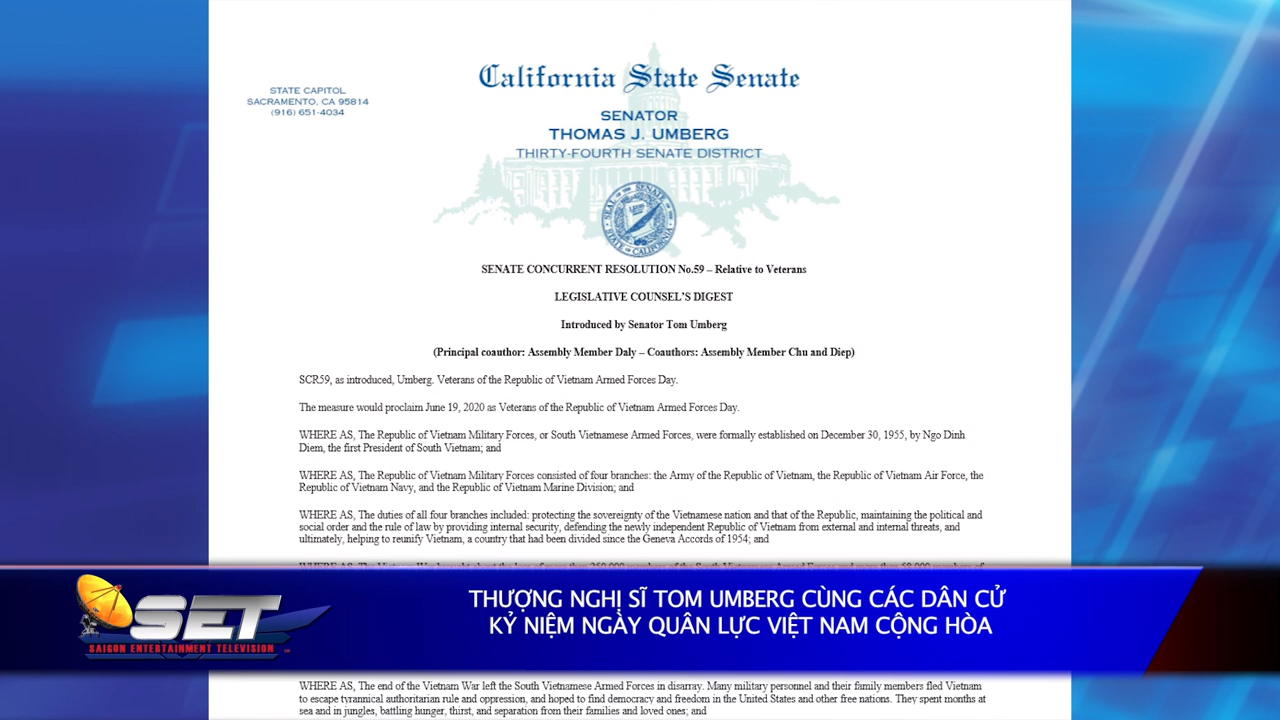 STATE CAPITOL
SACRAMENTO, CA 95814
(916) 651-4034
California State Senate
SENATOR
THOMAS J. UMBERG
THIRTY-FOURTH SENATE DISTRICT
SEAL OF THE SENATE
STATE OF CALIFORNIA
SENATE CONCURRENT RESOLUTION No.59 – Relative to Veterans
LEGISLATIVE COUNSEL'S DIGEST
Introduced by Senator Tom Umberg
(Principal coauthor: Assembly Member Daly – Coauthors: Assembly Member Chu and Diep)
SCR59, as introduced, Umberg. Veterans of the Republic of Vietnam Armed Forces Day.
The measure would proclaim June 19, 2020 as Veterans of the Republic of Vietnam Armed Forces Day.
WHERE AS, The Republic of Vietnam Military Forces, or South Vietnamese Armed Forces, were formally established on December 30, 1955, by Ngo Dinh
Diem, the first President of South Vietnam; and
WHERE AS, The Republic of Vietnam Military Forces consisted of four branches: the Army of the Republic of Vietnam, the Republic of Vietnam Air Force, the
Republic of Vietnam Navy, and the Republic of Vietnam Marine Division; and
WHERE AS, The duties of all four branches included: protecting the sovereignty of the Vietnamese nation and that of the Republic, maintaining the political and
social order and the rule of law by providing internal security, defending the newly independent Republic of Vietnam from external and internal threats, and
ultimately, helping to reunify Vietnam, a country that had been divided since the Geneva Accords of 1954; and
SET
SAIGON ENTERTAINMENT TELEVISION
THƯỢNG NGHỊ SĨ TOM UMBERG CÙNG CÁC DÂN CỬ
KỶ NIỆM NGÀY QUÂN LỰC VIỆT NAM CỘNG HÒA
WHERE AS, The end of the Vietnam War left the South Vietnamese Armed Forces in disarray. Many military personnel and their family members fled Vietnam
to escape tyrannical authoritarian rule and oppression, and hoped to find democracy and freedom in the United States and other free nations. They spent months at
sea and in jungles, battling hunger, thirst, and separation from their families and loved ones; and